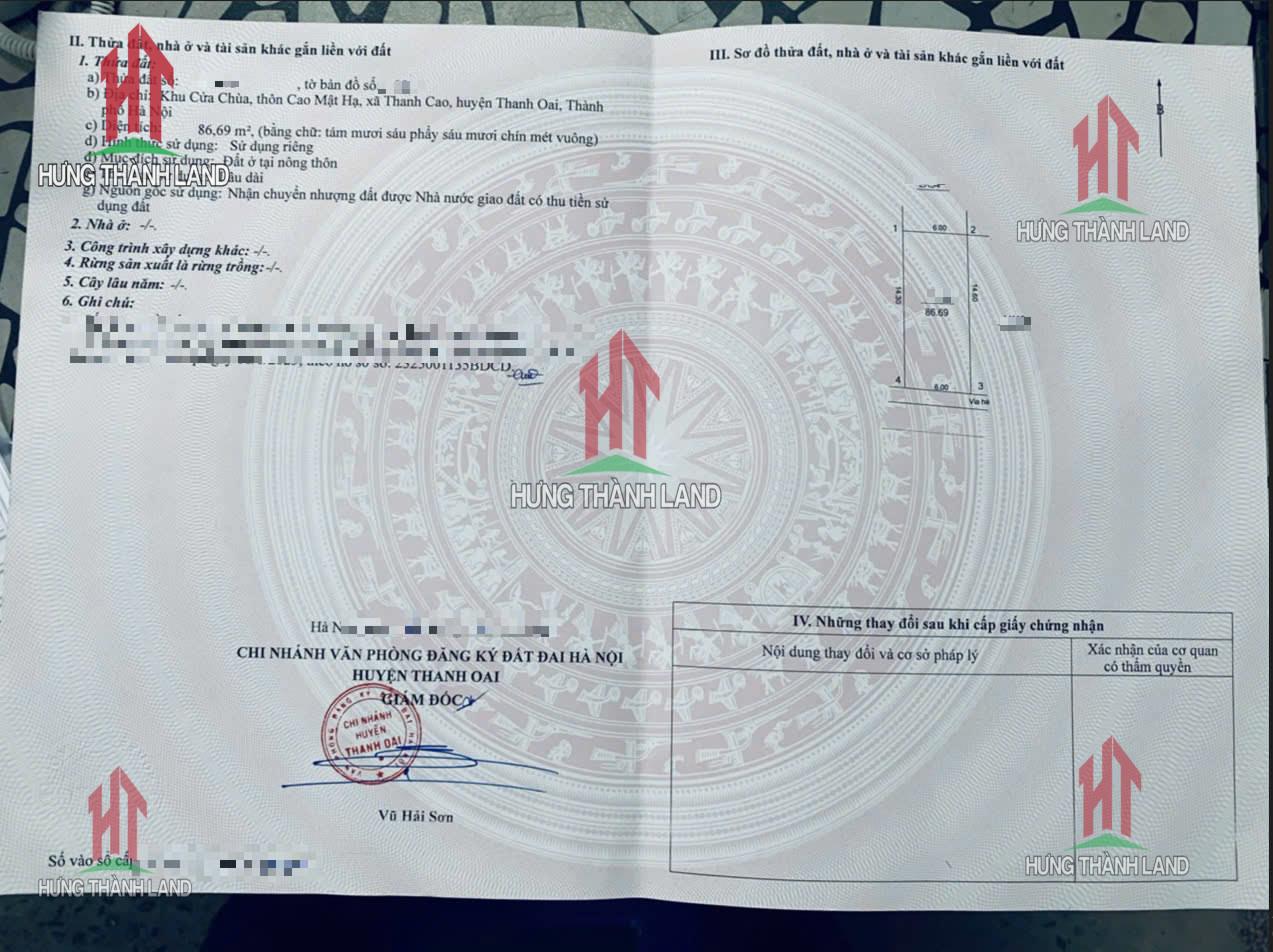 II. Thửa đất, nhà ở và tài sản khác gắn liền với đất
1. Thửa đất:
a) Thửa đất số: , tờ bản đồ số
b) Địa chỉ: Khu Cửa Chùa, thôn Cao Mật Hạ, xã Thanh Cao, huyện Thanh Oai, Thành
phố Hà Nội
c) Diện tích: 86,69 m², (bằng chữ: tám mươi sáu phẩy sáu mươi chín mét vuông)
d) Hình thức sử dụng: Sử dụng riêng
đ) Mục đích sử dụng: Đất ở tại nông thôn
lâu dài
g) Nguồn gốc sử dụng: Nhận chuyển nhượng đất được Nhà nước giao đất có thu tiền sử
dụng đất
2. Nhà ở: -/-.
3. Công trình xây dựng khác: -/-.
4. Rừng sản xuất là rừng trồng: -/-.
5. Cây lâu năm: -/-.
6. Ghi chú:
HƯNG THÀNH LAND
Hà N
CHI NHÁNH VĂN PHÒNG ĐĂNG KÝ ĐẤT ĐAI HÀ NỘI
HUYỆN THANH OAI
GIÁM ĐỐC
CHI NHÁNH
HUYỆN
THANH OAI
Vũ Hải Sơn
Số vào sổ cấp
HƯNG THÀNH LAND
HƯNG THÀNH LAND
III. Sơ đồ thửa đất, nhà ở và tài sản khác gắn liền với đất
B
HƯNG THÀNH LAND
1 6.00 2
14.30 14.60
86.69
4 6.00 3
Vỉa hè
IV. Những thay đổi sau khi cấp giấy chứng nhận
Nội dung thay đổi và cơ sở pháp lý
Xác nhận của cơ quan
có thẩm quyền
HƯNG THÀNH LAND